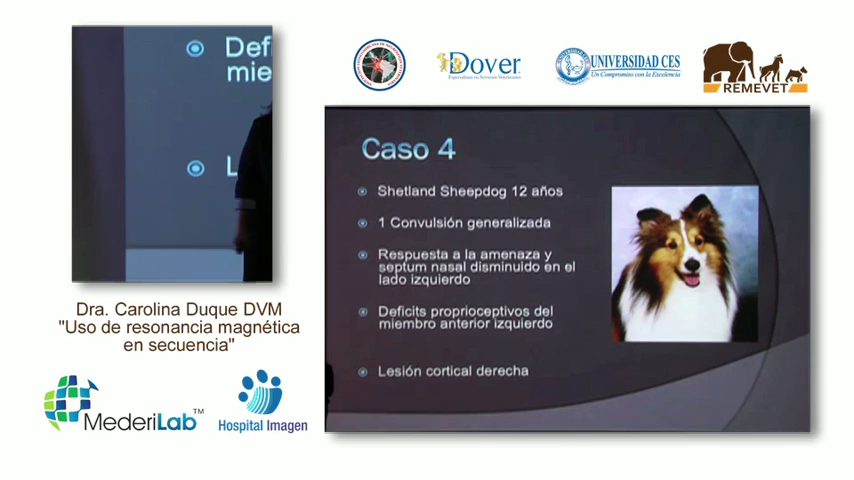 Defi
mie
L
Dover
Especialistas en Servicios Veterinarios
UNIVERSIDAD CES
Un Compromiso con la Excelencia
REMEVET
Caso 4
Shetland Sheepdog 12 años
1 Convulsión generalizada
Respuesta a la amenaza y
septum nasal disminuido en el
lado izquierdo
Deficits proprioceptivos del
miembro anterior izquierdo
Lesión cortical derecha
Dra. Carolina Duque DVM
"Uso de resonancia magnética
en secuencia"
MederiLab™
Hospital Imagen